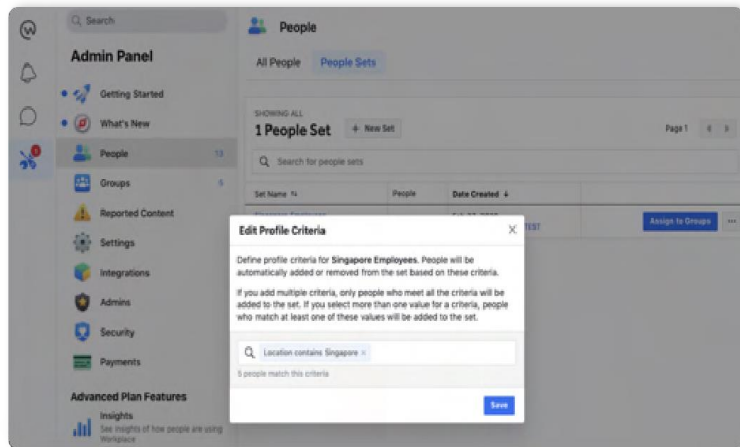 Search
Admin Panel
Getting Started
What's New
People 13
Groups 6
Reported Content
Settings
Integrations
Admins
Security
Payments
Advanced Plan Features
Insights
See insights of how people are using
Workplace
People
All People People Sets
SHOWING ALL
1 People Set + New Set Page 1
Search for people sets
Set Name People Date Created
Singapore Employees
TEST
Assign to Groups
Edit Profile Criteria
Define profile criteria for Singapore Employees. People will be
automatically added or removed from the set based on these criteria.
If you add multiple criteria, only people who meet all the criteria will be
added to the set. If you select more than one value for a criteria, people
who match at least one of these values will be added to the set.
Location contains Singapore ×
5 people match this criteria
Save